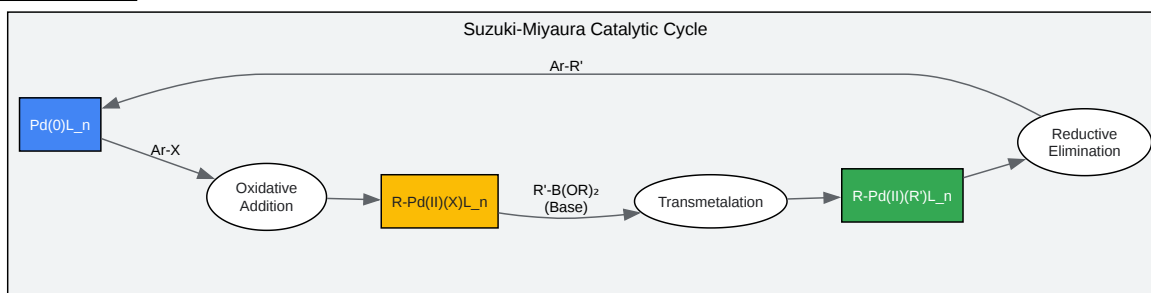 Suzuki-Miyaura Catalytic Cycle
Ar-R'
Pd(0)L_n
Ar-X
Oxidative
Addition
R-Pd(II)(X)L_n
R'-B(OR)₂
(Base)
Transmetalation
R-Pd(II)(R')L_n
Reductive
Elimination